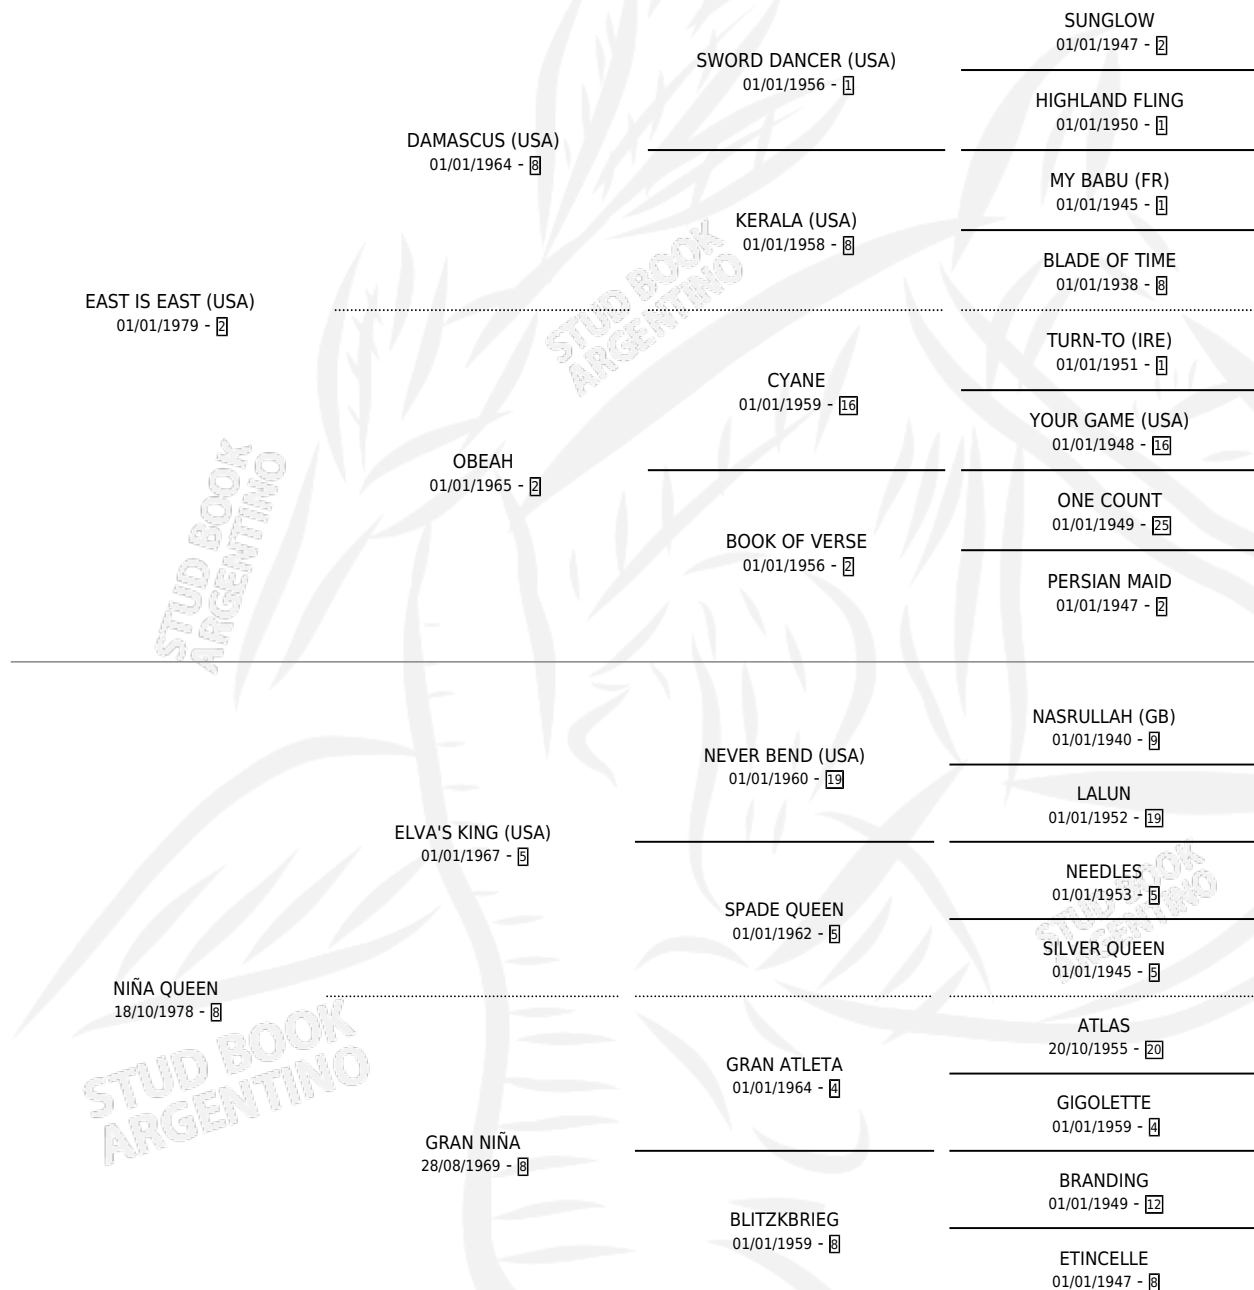 SUNGLOW
01/01/1947 - 2
SWORD DANCER (USA)
01/01/1956 - 1
HIGHLAND FLING
01/01/1950 - 1
DAMASCUS (USA)
01/01/1964 - 8
MY BABU (FR)
01/01/1945 - 1
KERALA (USA)
01/01/1958 - 8
BLADE OF TIME
01/01/1938 - 8
EAST IS EAST (USA)
01/01/1979 - 2
STUD BOOK
ARGENTINO
TURN-TO (IRE)
01/01/1951 - 1
CYANE
01/01/1959 - 16
YOUR GAME (USA)
01/01/1948 - 16
OBEAH
01/01/1965 - 2
ONE COUNT
01/01/1949 - 25
BOOK OF VERSE
01/01/1956 - 2
PERSIAN MAID
01/01/1947 - 2
STUD BOOK
ARGENTINO
NASRULLAH (GB)
01/01/1940 - 9
NEVER BEND (USA)
01/01/1960 - 19
LALUN
01/01/1952 - 19
ELVA'S KING (USA)
01/01/1967 - 5
NEEDLES
01/01/1953 - 5
SPADE QUEEN
01/01/1962 - 5
SILVER QUEEN
01/01/1945 - 5
STUD BOOK
ARGENTINO
NIÑA QUEEN
18/10/1978 - 8
ATLAS
20/10/1955 - 20
GRAN ATLETA
01/01/1964 - 4
GIGOLETTE
01/01/1959 - 4
STUD BOOK
ARGENTINO
GRAN NIÑA
28/08/1969 - 8
BRANDING
01/01/1949 - 12
BLITZKBRIEG
01/01/1959 - 8
ETINCELLE
01/01/1947 - 8